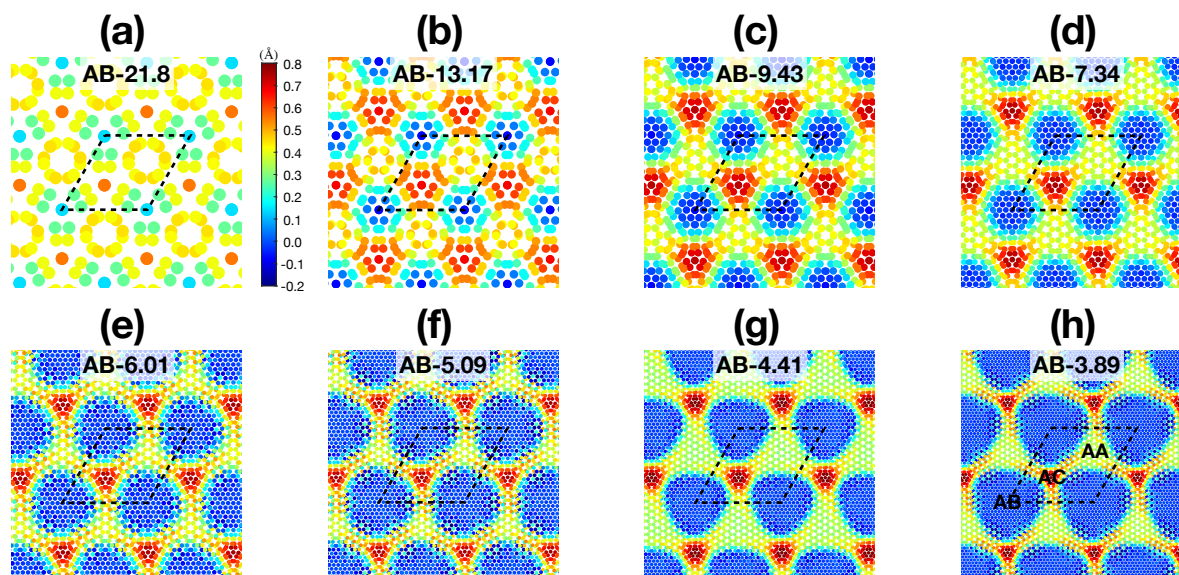 (a) (b) (c) (d)
AB-21.8 (Å) AB-13.17 AB-9.43 AB-7.34
0.8
0.7
0.6
0.5
0.4
0.3
0.2
0.1
0.0
-0.1
-0.2
(e) (f) (g) (h)
AB-6.01 AB-5.09 AB-4.41 AB-3.89
AA
AC
AB